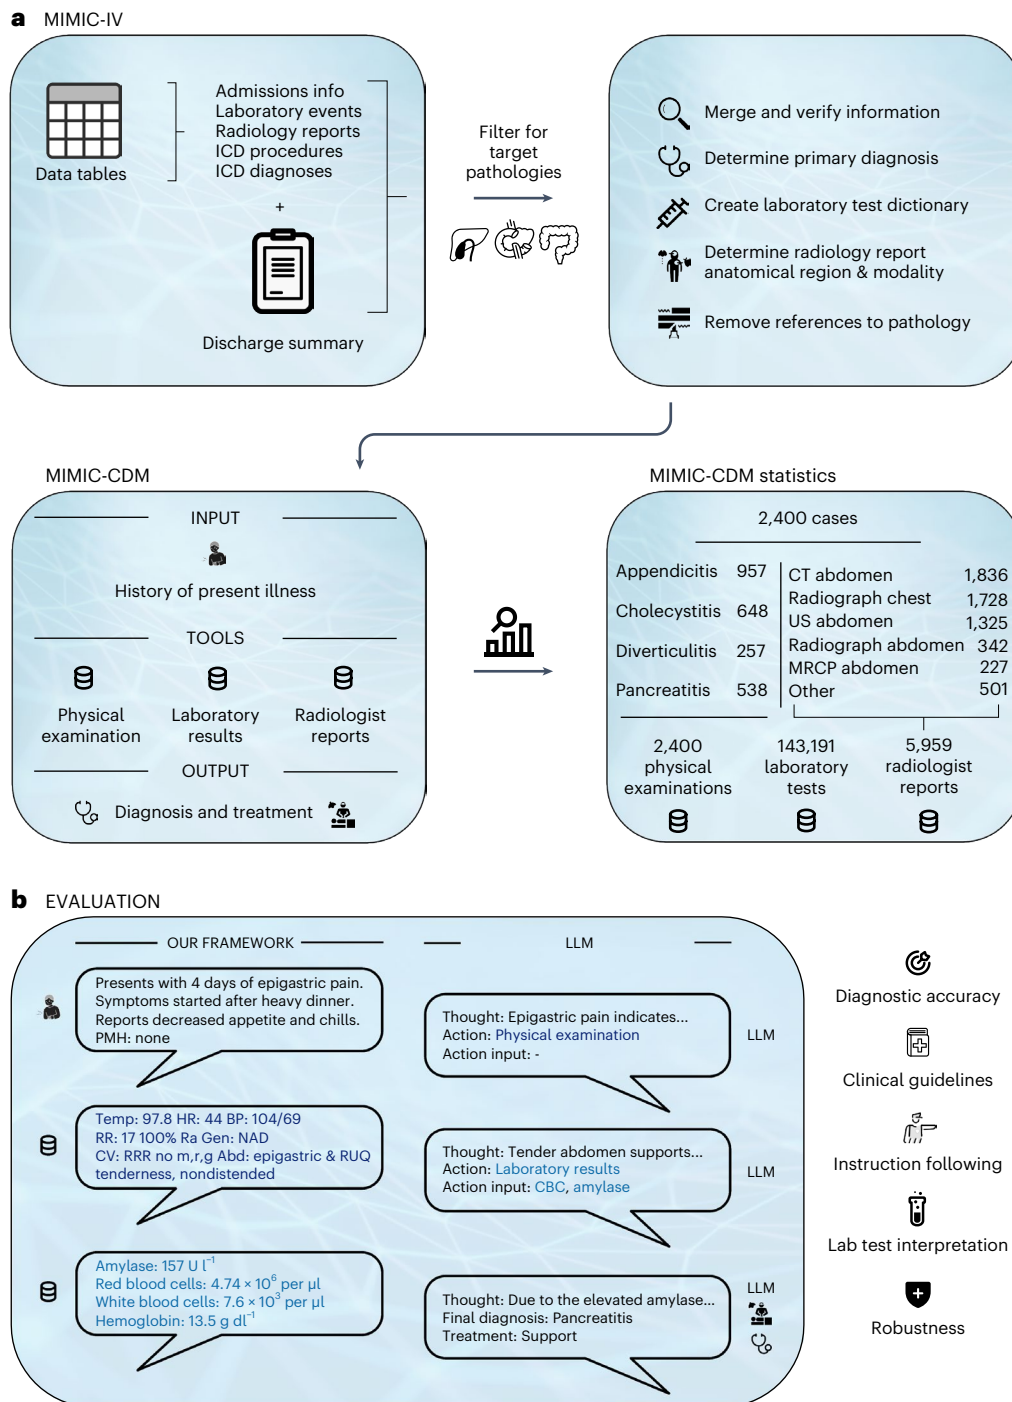 a MIMIC-IV
Data tables
Admissions info
Laboratory events
Radiology reports
ICD procedures
ICD diagnoses
+
Discharge summary
Filter for
target
pathologies
Merge and verify information
Determine primary diagnosis
Create laboratory test dictionary
Determine radiology report
anatomical region & modality
Remove references to pathology
MIMIC-CDM
INPUT
History of present illness
TOOLS
Physical
examination
Laboratory
results
Radiologist
reports
OUTPUT
Diagnosis and treatment
MIMIC-CDM statistics
2,400 cases
Appendicitis 957
Cholecystitis 648
Diverticulitis 257
Pancreatitis 538
CT abdomen 1,836
Radiograph chest 1,728
US abdomen 1,325
Radiograph abdomen 342
MRCP abdomen 227
Other 501
2,400
physical
examinations
143,191
laboratory
tests
5,959
radiologist
reports
b EVALUATION
OUR FRAMEWORK
LLM
Presents with 4 days of epigastric pain.
Symptoms started after heavy dinner.
Reports decreased appetite and chills.
PMH: none
Thought: Epigastric pain indicates...
Action: Physical examination
Action input: -
LLM
Temp: 97.8 HR: 44 BP: 104/69
RR: 17 100% Ra Gen: NAD
CV: RRR no m,r,g Abd: epigastric & RUQ
tenderness, nondistended
Thought: Tender abdomen supports...
Action: Laboratory results
Action input: CBC, amylase
LLM
Amylase: 157 U l⁻¹
Red blood cells: 4.74 × 10⁶ per µl
White blood cells: 7.6 × 10³ per µl
Hemoglobin: 13.5 g dl⁻¹
Thought: Due to the elevated amylase...
Final diagnosis: Pancreatitis
Treatment: Support
LLM
Diagnostic accuracy
Clinical guidelines
Instruction following
Lab test interpretation
Robustness